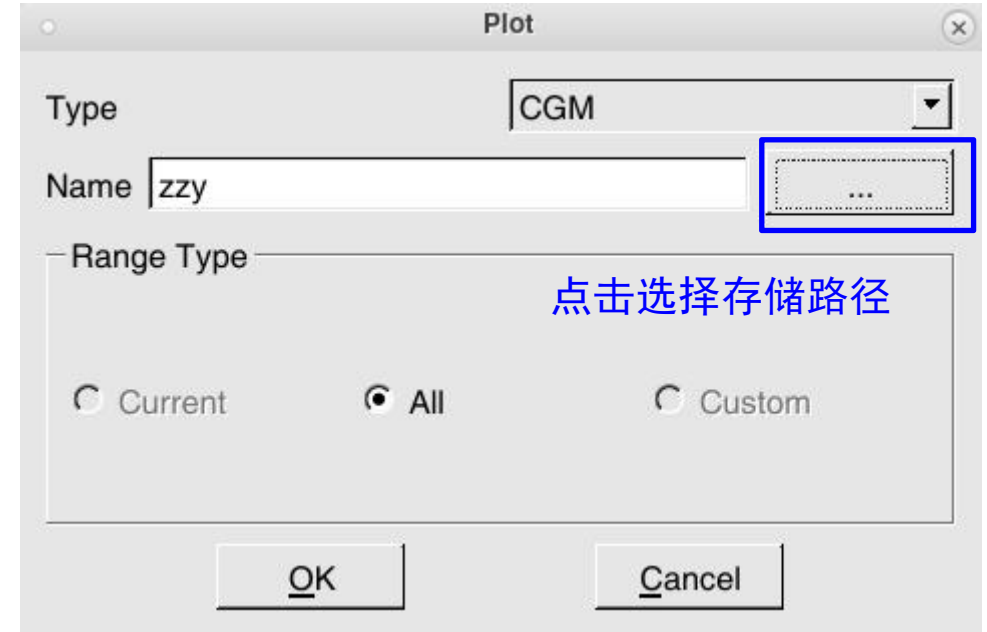 Plot
Type CGM
Name zzy ...
Range Type
点击选择存储路径
Current All Custom
OK Cancel